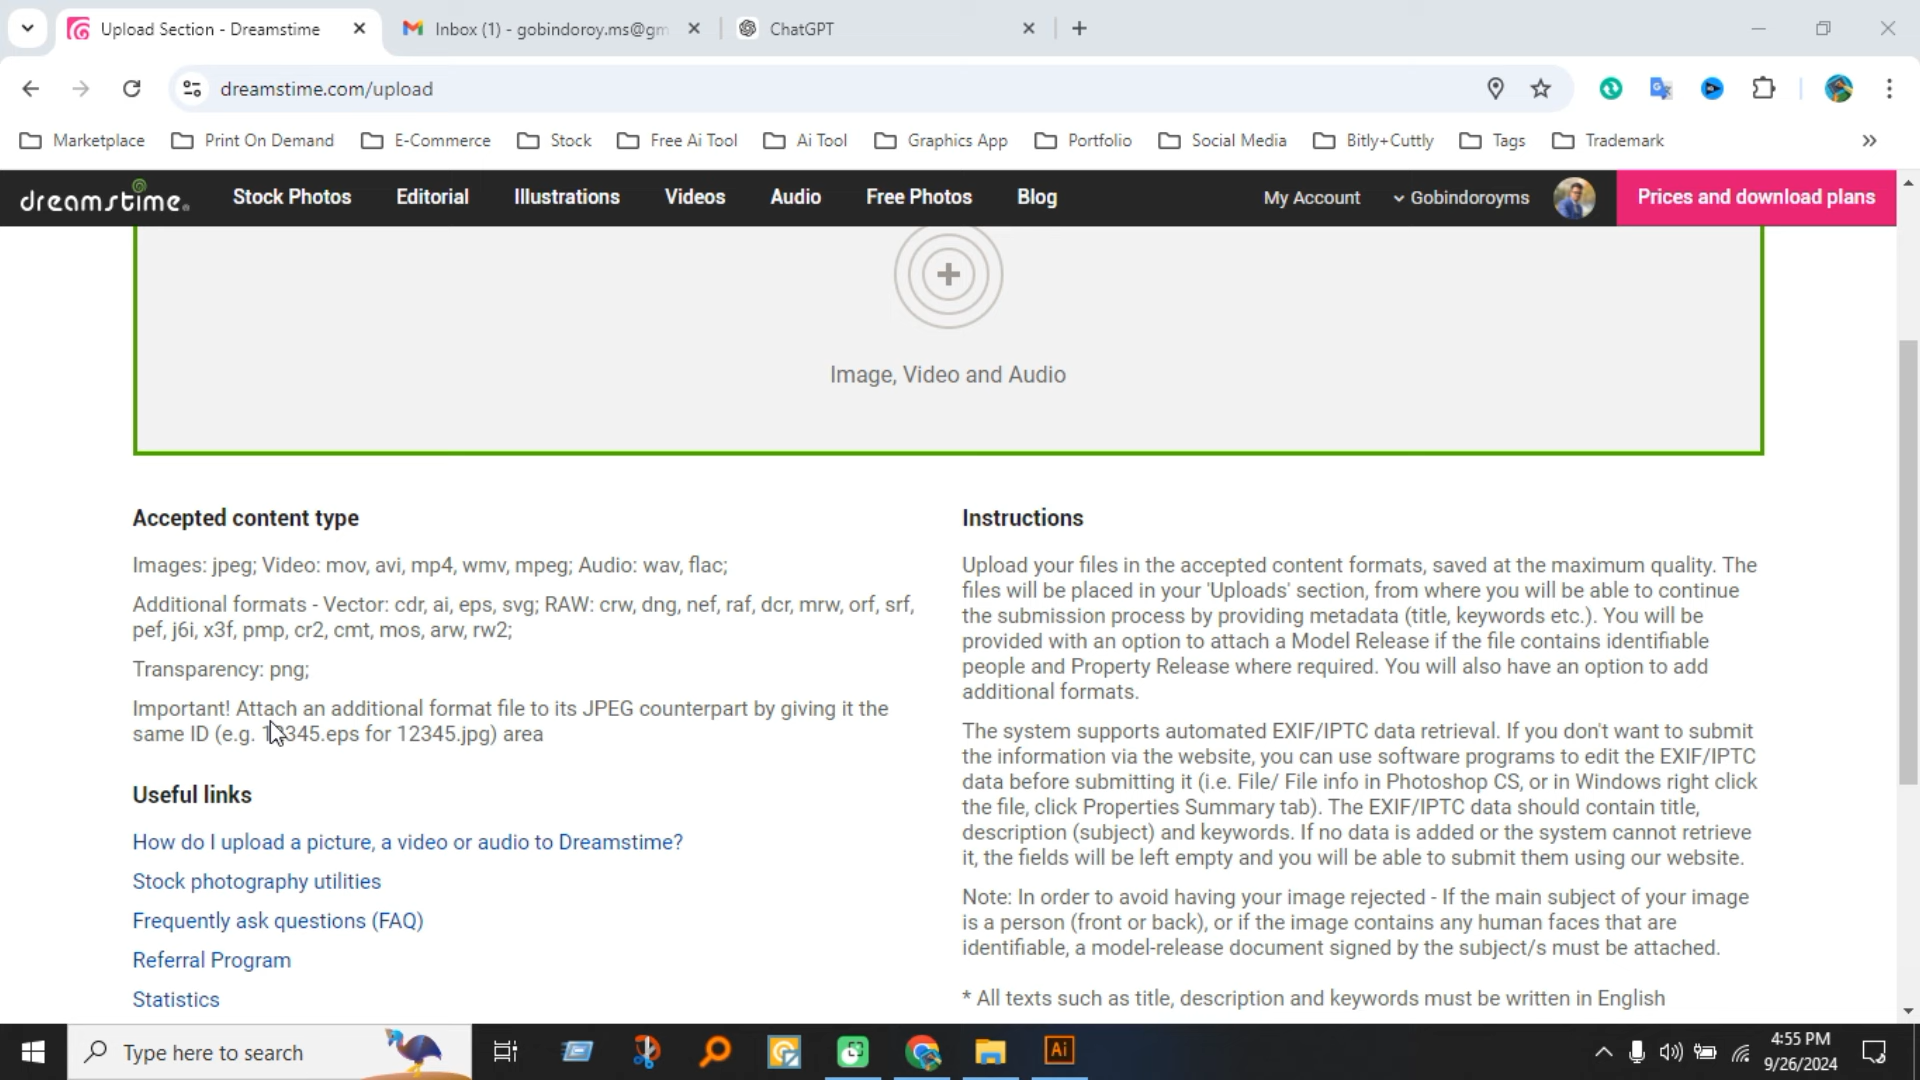 Upload Section - Dreamstime
Inbox (1) - gobindoroy.ms@gm
ChatGPT
dreamstime.com/upload
Marketplace
Print On Demand
E-Commerce
Stock
Free Ai Tool
Ai Tool
Graphics App
Portfolio
Social Media
Bitly+Cuttly
Tags
Trademark
dreamstime.
Stock Photos
Editorial
Illustrations
Videos
Audio
Free Photos
Blog
My Account
Gobindoroyms
Prices and download plans
Image, Video and Audio
Accepted content type
Images: jpeg; Video: mov, avi, mp4, wmv, mpeg; Audio: wav, flac;
Additional formats - Vector: cdr, ai, eps, svg; RAW: crw, dng, nef, raf, dcr, mrw, orf, srf,
pef, j6i, x3f, pmp, cr2, cmt, mos, arw, rw2;
Transparency: png;
Important! Attach an additional format file to its JPEG counterpart by giving it the
same ID (e.g. 12345.eps for 12345.jpg) area
Useful links
How do I upload a picture, a video or audio to Dreamstime?
Stock photography utilities
Frequently ask questions (FAQ)
Referral Program
Statistics
Instructions
Upload your files in the accepted content formats, saved at the maximum quality. The
files will be placed in your 'Uploads' section, from where you will be able to continue
the submission process by providing metadata (title, keywords etc.). You will be
provided with an option to attach a Model Release if the file contains identifiable
people and Property Release where required. You will also have an option to add
additional formats.
The system supports automated EXIF/IPTC data retrieval. If you don't want to submit
the information via the website, you can use software programs to edit the EXIF/IPTC
data before submitting it (i.e. File/ File info in Photoshop CS, or in Windows right click
the file, click Properties Summary tab). The EXIF/IPTC data should contain title,
description (subject) and keywords. If no data is added or the system cannot retrieve
it, the fields will be left empty and you will be able to submit them using our website.
Note: In order to avoid having your image rejected - If the main subject of your image
is a person (front or back), or if the image contains any human faces that are
identifiable, a model-release document signed by the subject/s must be attached.
* All texts such as title, description and keywords must be written in English
Type here to search
Ai
4:55 PM
9/26/2024